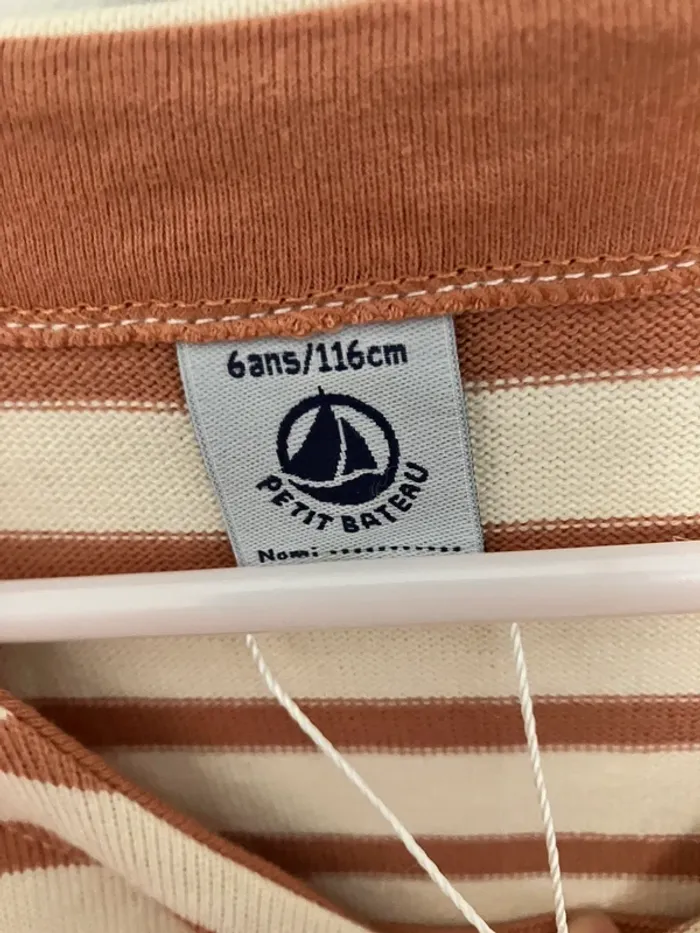 6ans/116cm
PETIT BATEAU
Nom: ................